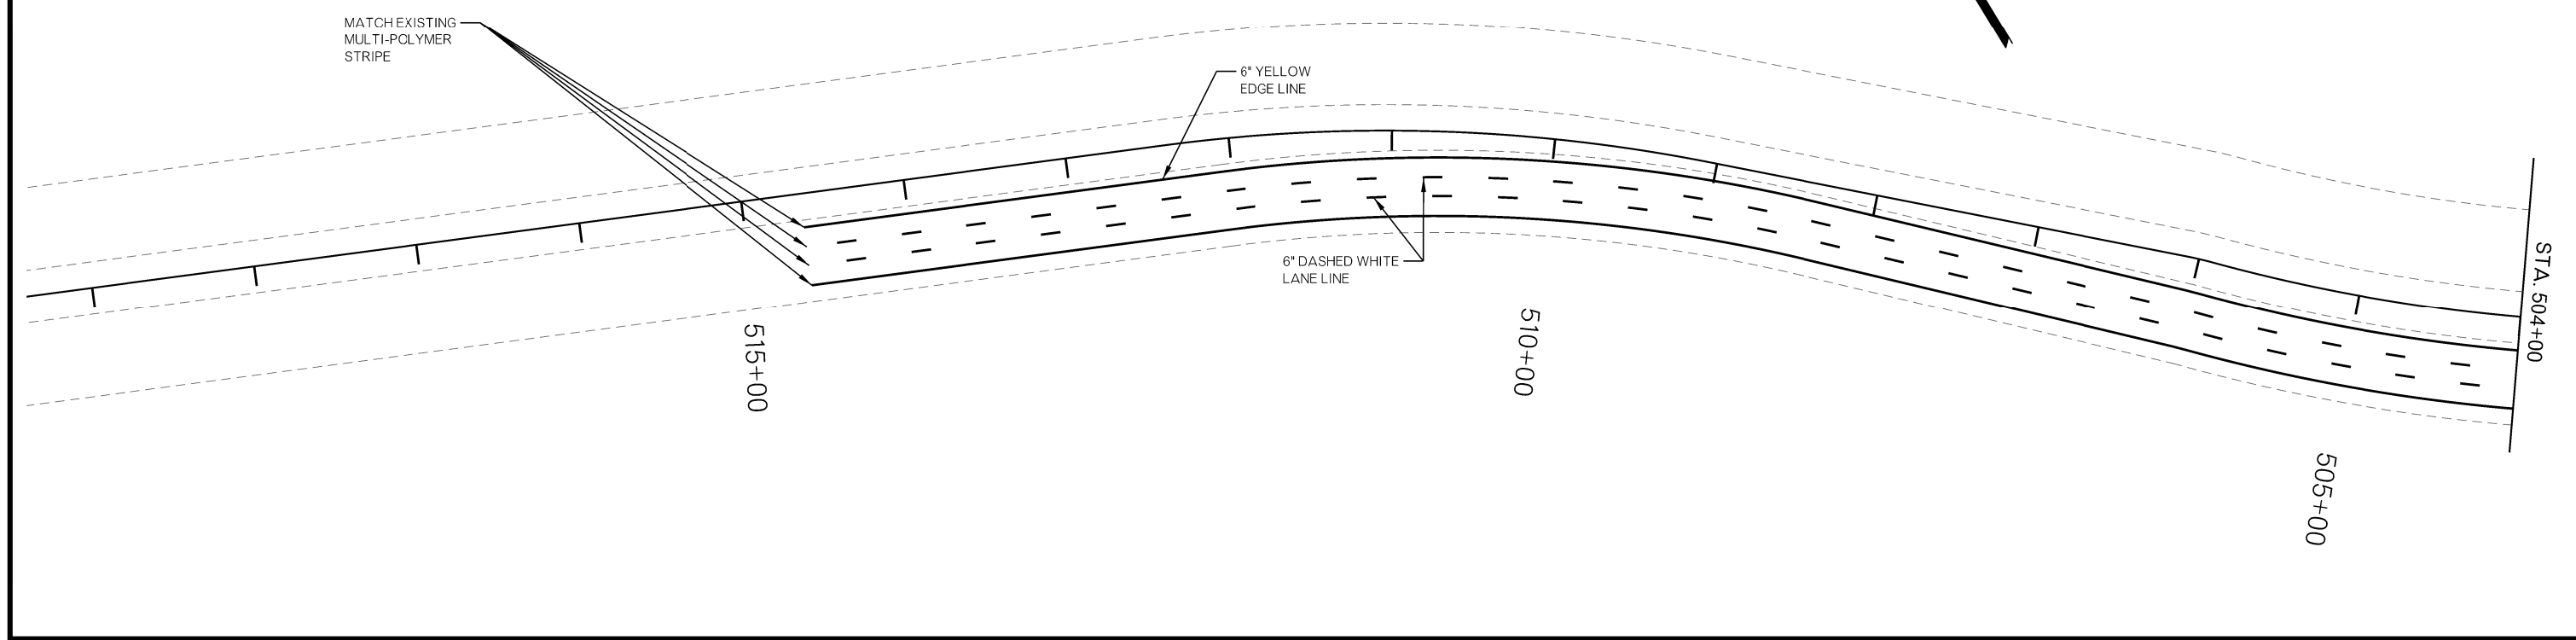 MATCH EXISTING
MULTI-POLYMER
STRIPE
6" YELLOW
EDGE LINE
6" DASHED WHITE
LANE LINE
515+00
510+00
505+00
STA. 504+00